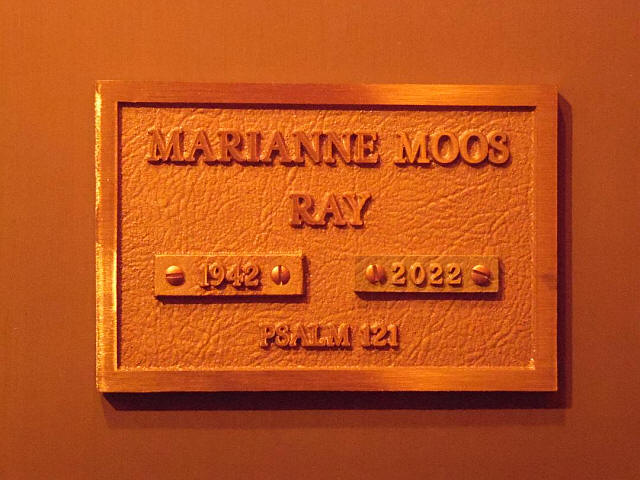 MARIANNE MOOS
RAY
1942 2022
PSALM 121